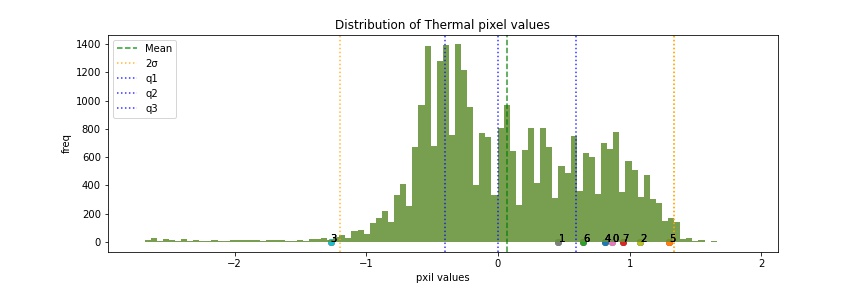 Distribution of Thermal pixel values
1400
1200
1000
800
600
400
200
0
freq
Mean
2σ
q1
q2
q3
3
1
6
4
0
7
2
5
−2
−1
0
1
2
pxil values